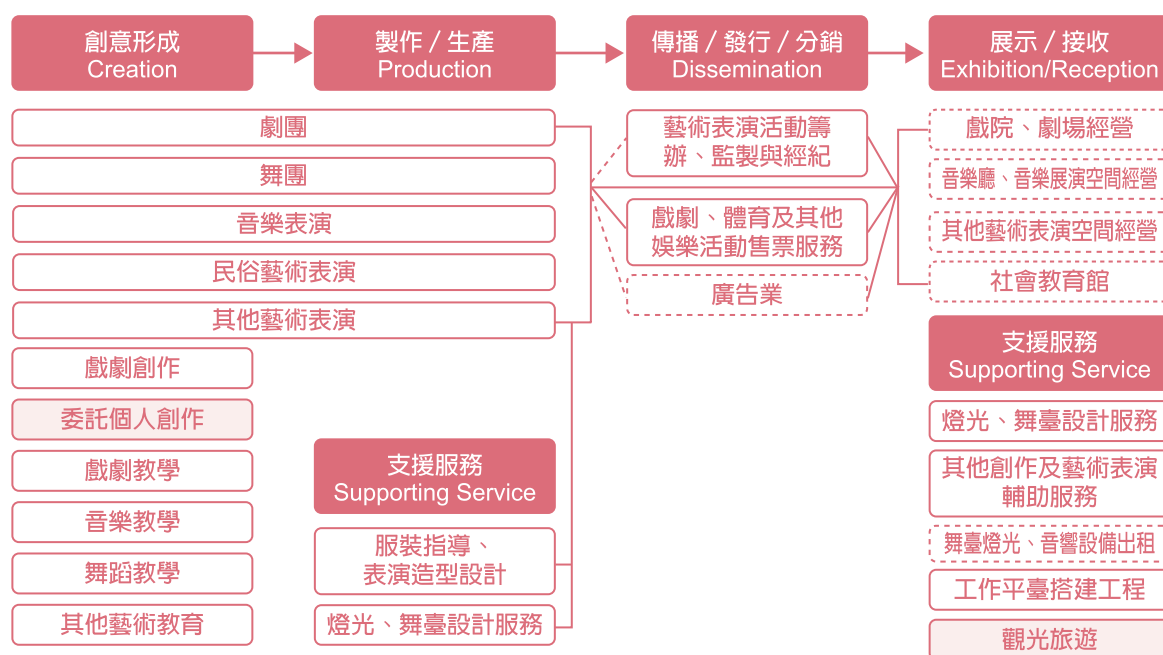 創意形成
Creation
製作 / 生產
Production
傳播 / 發行 / 分銷
Dissemination
展示 / 接收
Exhibition/Reception
劇團
舞團
音樂表演
民俗藝術表演
其他藝術表演
戲劇創作
委託個人創作
戲劇教學
音樂教學
舞蹈教學
其他藝術教育
支援服務
Supporting Service
服裝指導、
表演造型設計
燈光、舞臺設計服務
藝術表演活動籌
辦、監製與經紀
戲劇、體育及其他
娛樂活動售票服務
廣告業
戲院、劇場經營
音樂廳、音樂展演空間經營
其他藝術表演空間經營
社會教育館
支援服務
Supporting Service
燈光、舞臺設計服務
其他創作及藝術表演
輔助服務
舞臺燈光、音響設備出租
工作平臺搭建工程
觀光旅遊